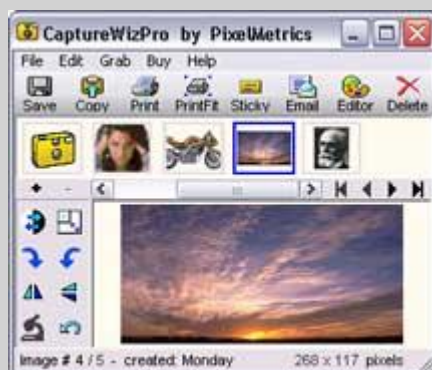 CaptureWizPro by PixelMetrics
File Edit Grab Buy Help
Save Copy Print PrintFit Sticky Email Editor Delete
Image # 4 / 5 - created: Monday 268 x 117 pixels